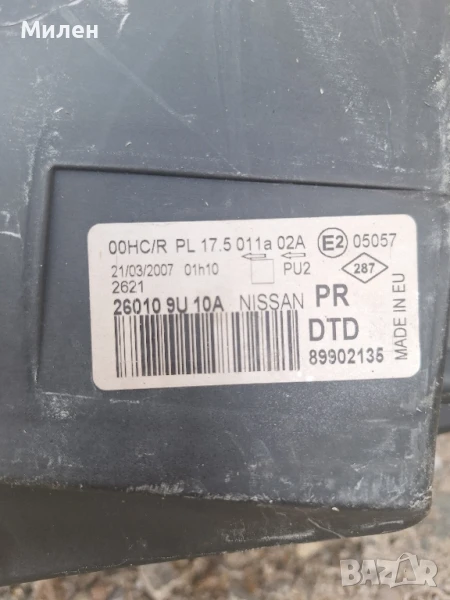 Милен
00HC/R PL 17.5 011a 02A E2 05057
21/03/2007 01h10 PU2 287
2621
26010 9U 10A NISSAN PR
DTD
89902135
MADE IN EU
BAZAR